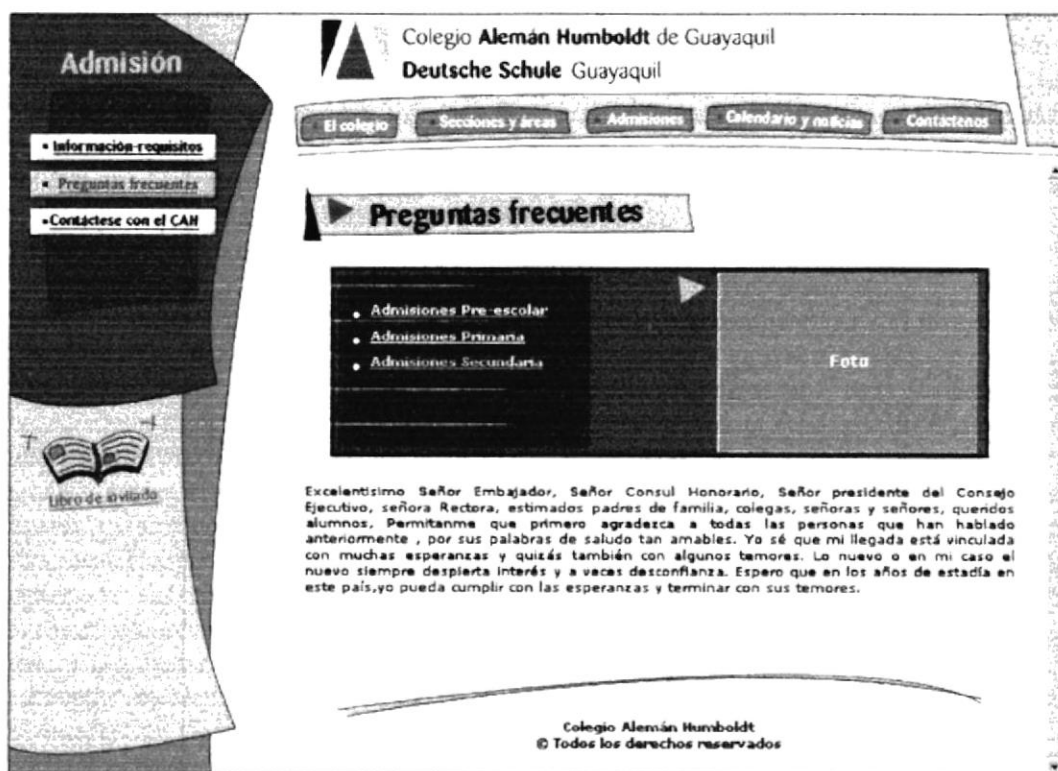 Admisión
• Información-requisitos
• Preguntas frecuentes
•Contáctese con el CAH
Libro de invitado
Colegio Alemán Humboldt de Guayaquil
Deutsche Schule Guayaquil
El colegio
Secciones y áreas
Admisiones
Calendario y noticias
Contáctenos
Preguntas frecuentes
• Admisiones Pre-escolar
• Admisiones Primaria
• Admisiones Secundaria
Foto
Excelentisimo Señor Embajador, Señor Consul Honorario, Señor presidente del Consejo
Ejecutivo, señora Rectora, estimados padres de familia, colegas, señoras y señores, queridos
alumnos. Permitanme que primero agradezca a todas las personas que han hablado
anteriormente , por sus palabras de saludo tan amables. Yo sé que mi llegada está vinculada
con muchas esperanzas y quizás también con algunos temores. Lo nuevo o en mi caso el
nuevo siempre despierta interés y a veces desconfianza. Espero que en los años de estadía en
este país,yo pueda cumplir con las esperanzas y terminar con sus temores.
Colegio Alemán Humboldt
© Todos los derechos reservados